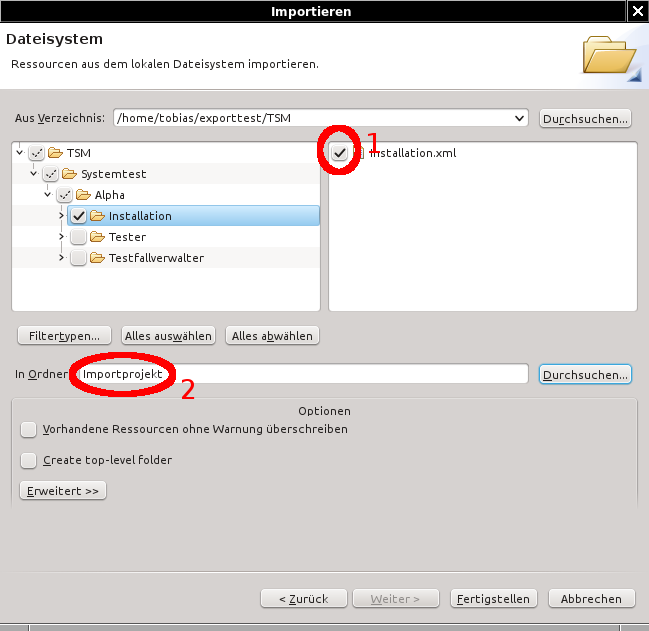 Importieren
Dateisystem
Ressourcen aus dem lokalen Dateisystem importieren.
Aus Verzeichnis: /home/tobias/exporttest/TSM Durchsuchen...
TSM
Systemtest
Alpha
Installation
Tester
Testfallverwalter
1
Installation.xml
Filtertypen... Alles auswählen Alles abwählen
In Ordner Importprojekt Durchsuchen...
2
Optionen
Vorhandene Ressourcen ohne Warnung überschreiben
Create top-level folder
Erweitert >>
< Zurück Weiter > Fertigstellen Abbrechen